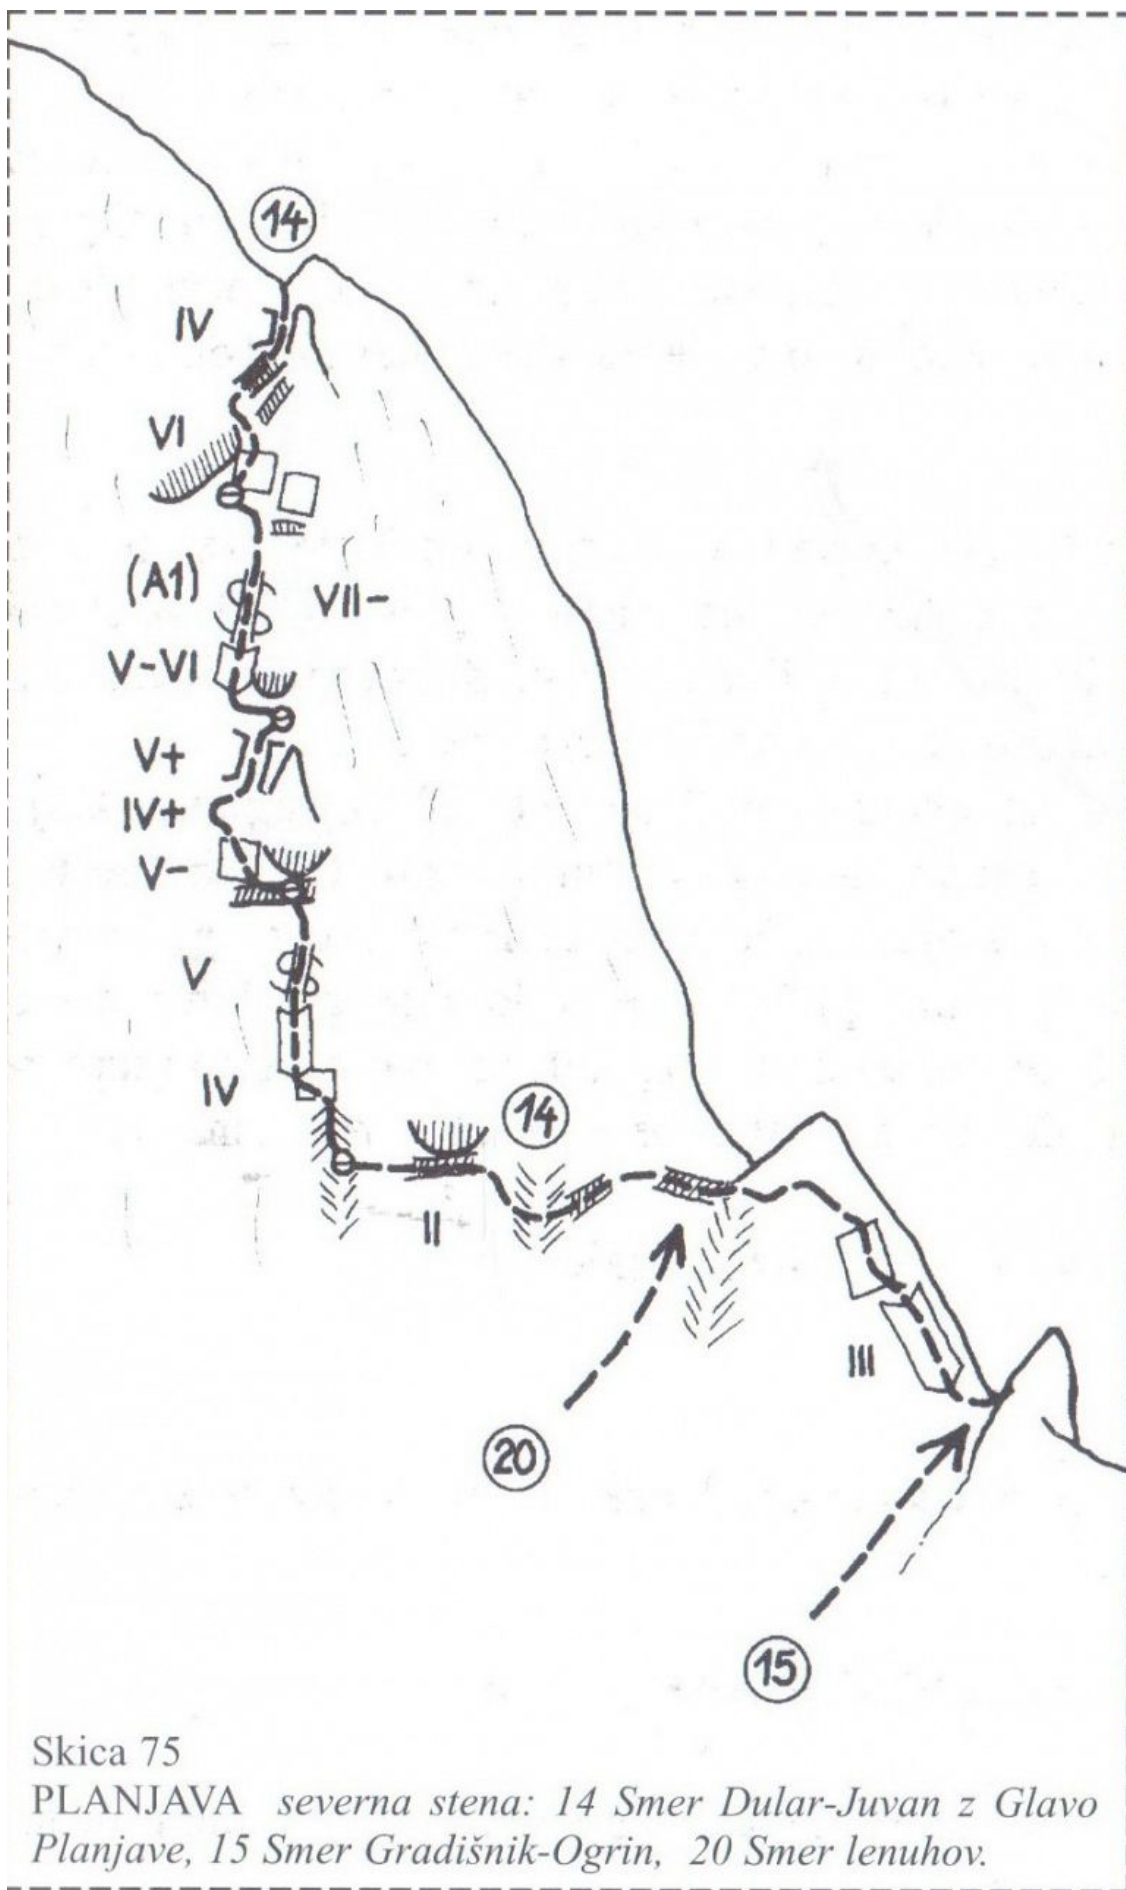 14
IV
VI
(A1)
VII-
V-VI
V+
IV+
V-
V
IV
14
II
III
20
15
Skica 75
PLANJAVA severna stena: 14 Smer Dular-Juvan z Glavo
Planjave, 15 Smer Gradišnik-Ogrin, 20 Smer lenuhov.